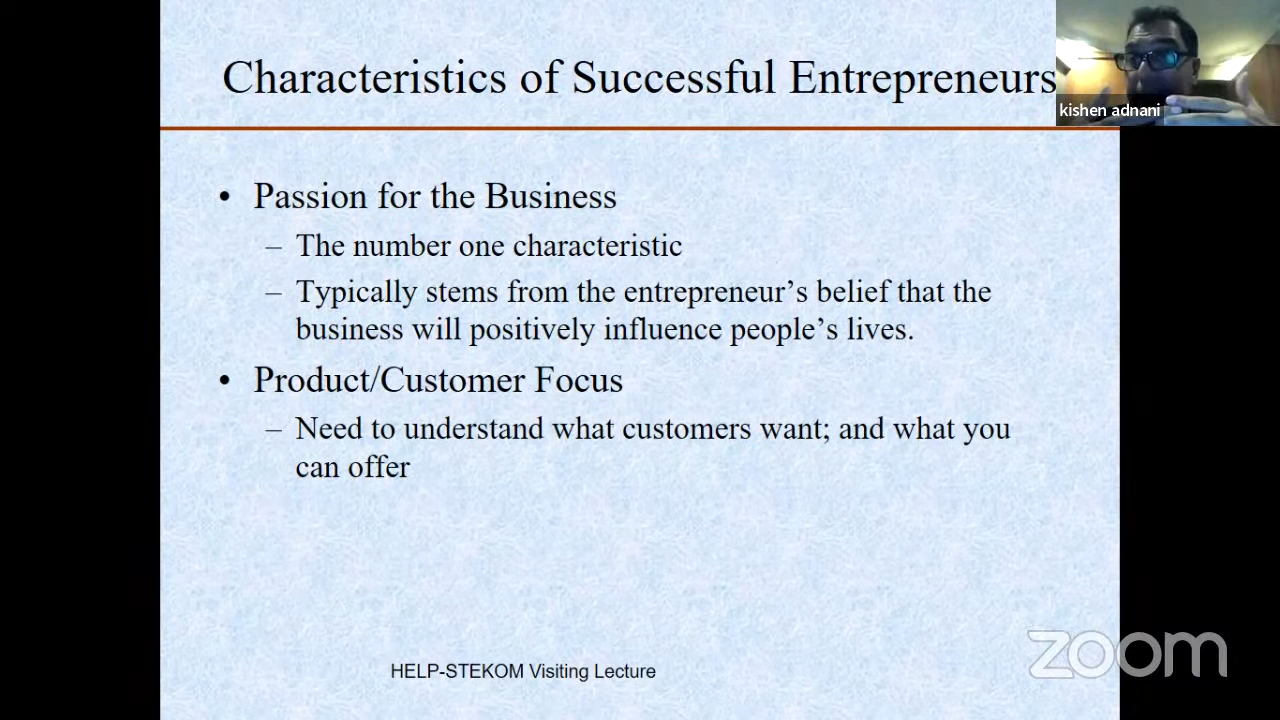 Characteristics of Successful Entrepreneurs
kishen adnani
• Passion for the Business
– The number one characteristic
– Typically stems from the entrepreneur’s belief that the
business will positively influence people’s lives.
• Product/Customer Focus
– Need to understand what customers want; and what you
can offer
HELP-STEKOM Visiting Lecture
zoom